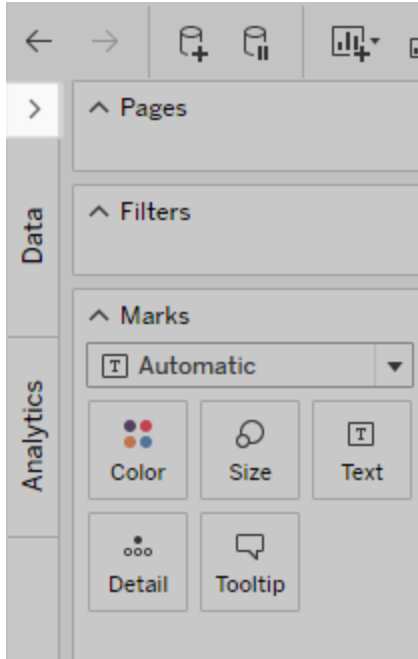 Pages
Filters
Data
Marks
T Automatic
Analytics
Color
Size
T
Text
Detail
Tooltip